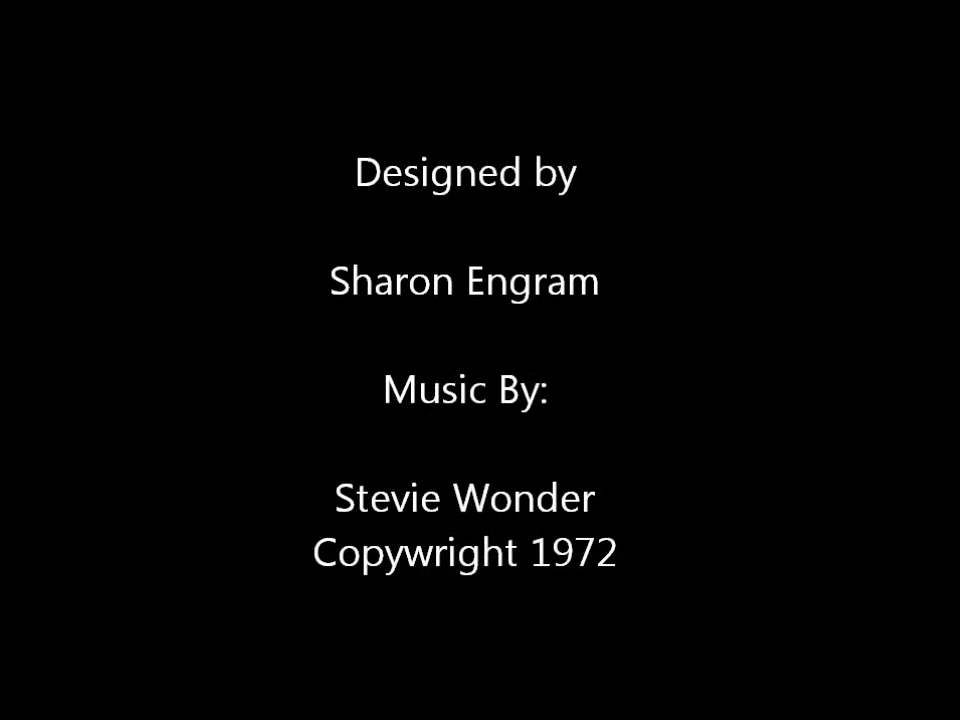 Designed by
Sharon Engram
Music By:
Stevie Wonder
Copywright 1972